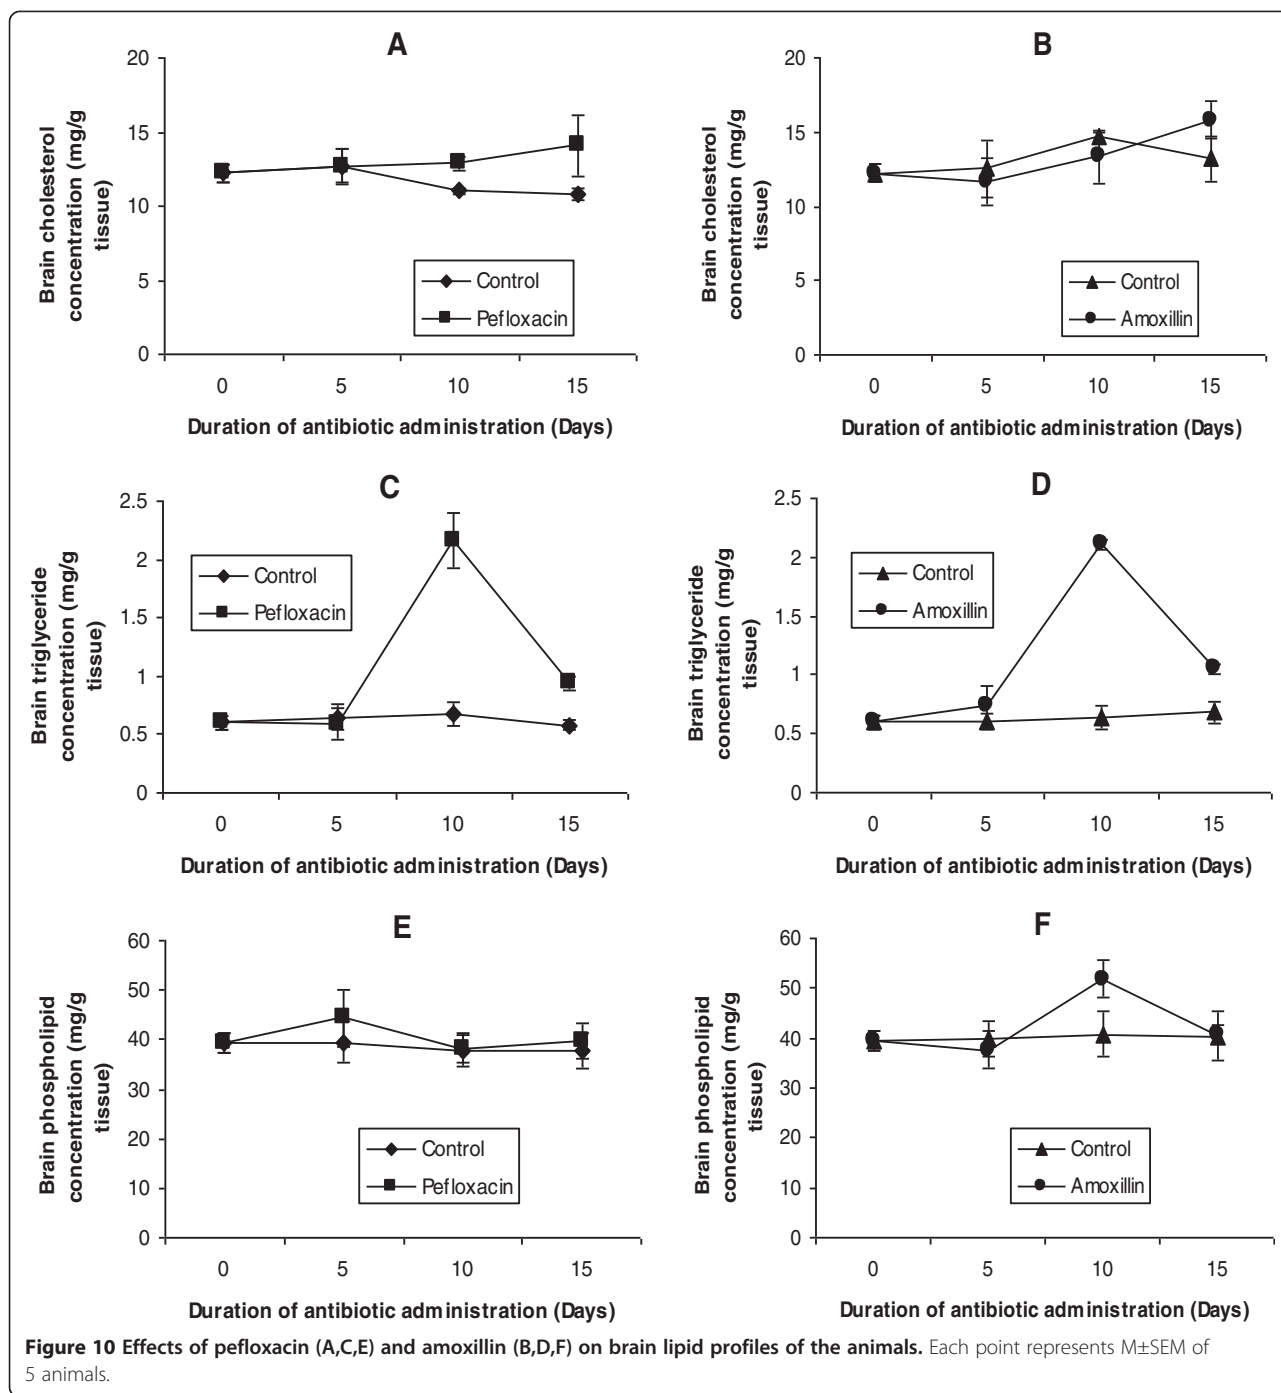 A
20
15
10
5
0
Brain cholesterol
concentration (mg/g
tissue)
Control
Pefloxacin
0 5 10 15
Duration of antibiotic administration (Days)
B
20
15
10
5
0
Brain cholesterol
concentration (mg/g
tissue)
Control
Amoxillin
0 5 10 15
Duration of antibiotic administration (Days)
C
2.5
2
1.5
1
0.5
0
Brain triglyceride
concentration (mg/g
tissue)
Control
Pefloxacin
0 5 10 15
Duration of antibiotic administration (Days)
D
2.5
2
1.5
1
0.5
0
Brain triglyceride
concentration (mg/g
tissue)
Control
Amoxillin
0 5 10 15
Duration of antibiotic administration (Days)
E
60
50
40
30
20
10
0
Brain phospholipid
concentration (mg/g
tissue)
Control
Pefloxacin
0 5 10 15
Duration of antibiotic administration (Days)
F
60
50
40
30
20
10
0
Brain phospholipid
concentration (mg/g
tissue)
Control
Amoxillin
0 5 10 15
Duration of antibiotic administration (Days)
Figure 10 Effects of pefloxacin (A,C,E) and amoxillin (B,D,F) on brain lipid profiles of the animals. Each point represents M±SEM of
5 animals.